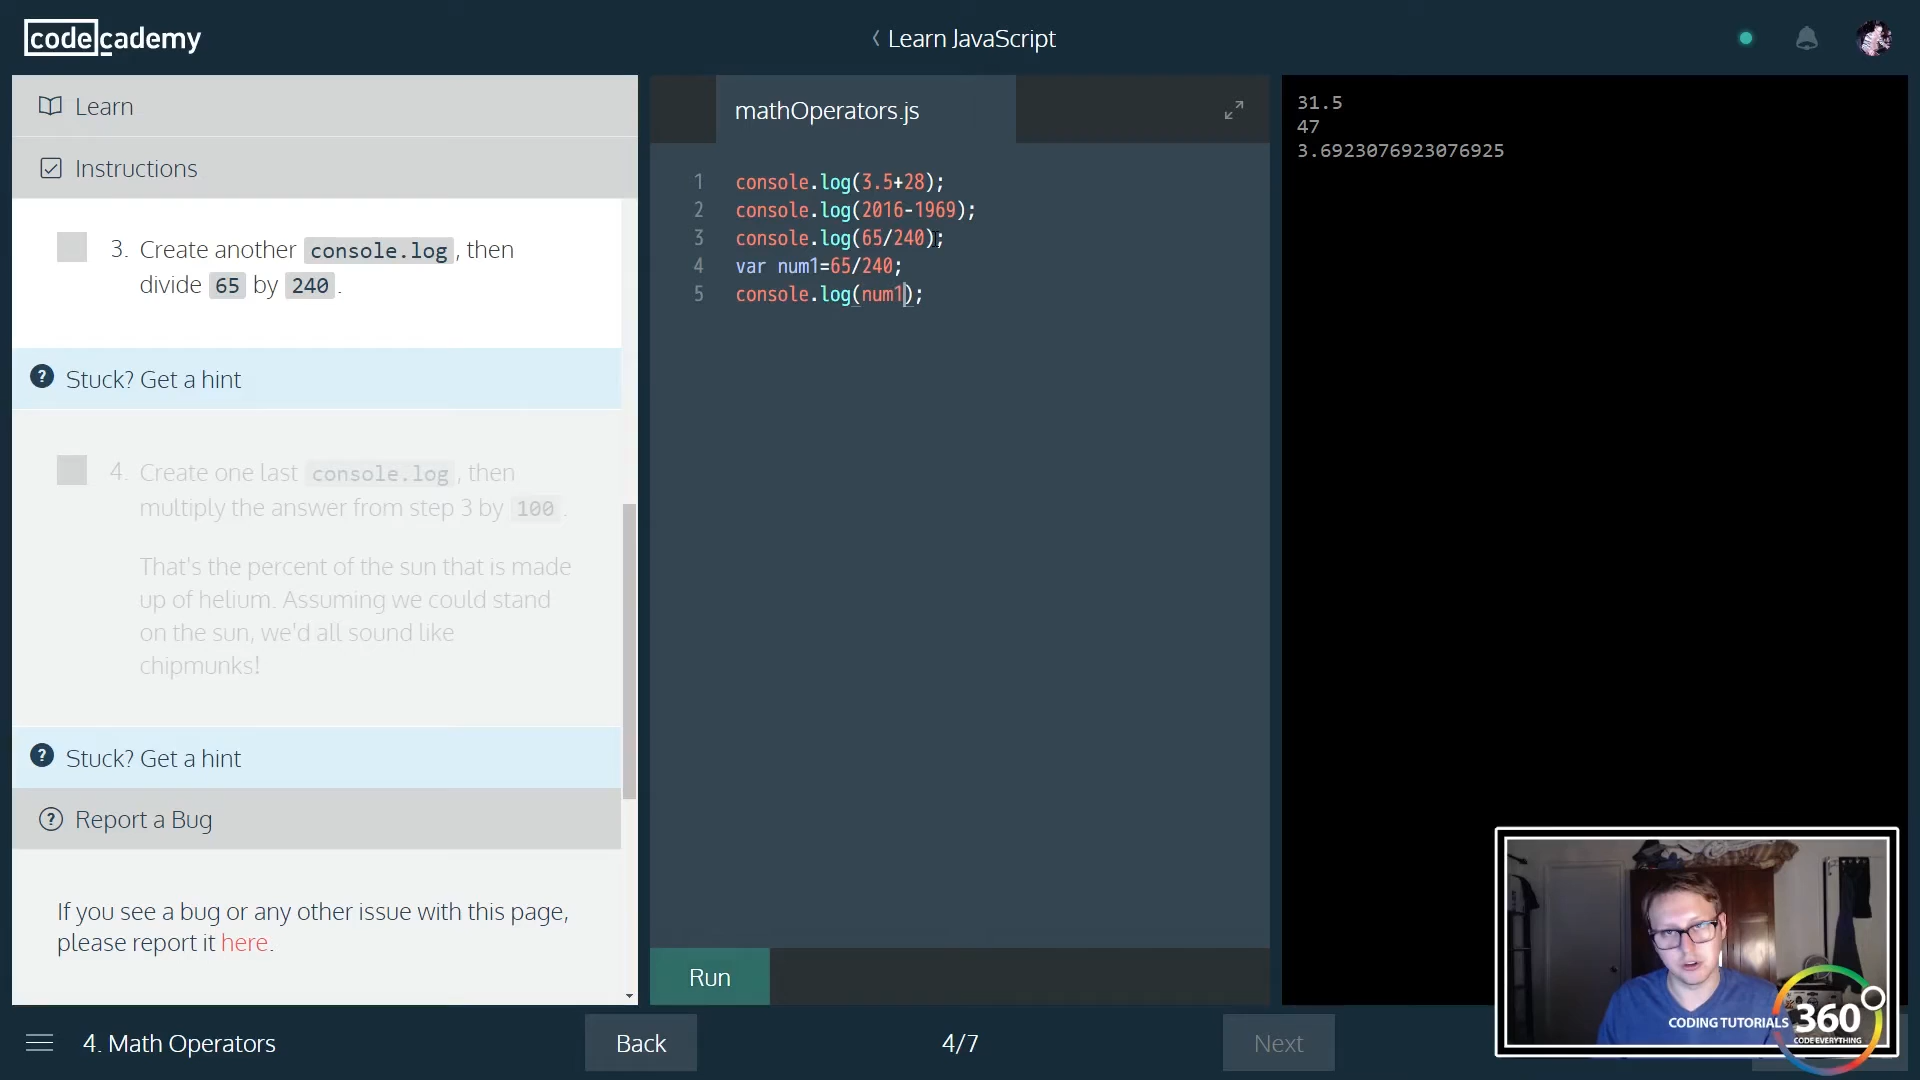 codecademy
Learn JavaScript
Learn
Instructions
3. Create another console.log, then
divide 65 by 240.
Stuck? Get a hint
4. Create one last console.log, then
multiply the answer from step 3 by 100.
That's the percent of the sun that is made
up of helium. Assuming we could stand
on the sun, we'd all sound like
chipmunks!
Stuck? Get a hint
Report a Bug
If you see a bug or any other issue with this page,
please report it here.
mathOperators.js
1 console.log(3.5+28);
2 console.log(2016-1969);
3 console.log(65/240);
4 var num1=65/240;
5 console.log(num1);
Run
31.5
47
3.6923076923076925
4. Math Operators
Back
4/7
Next
CODING TUTORIALS 360
CODE EVERYTHING